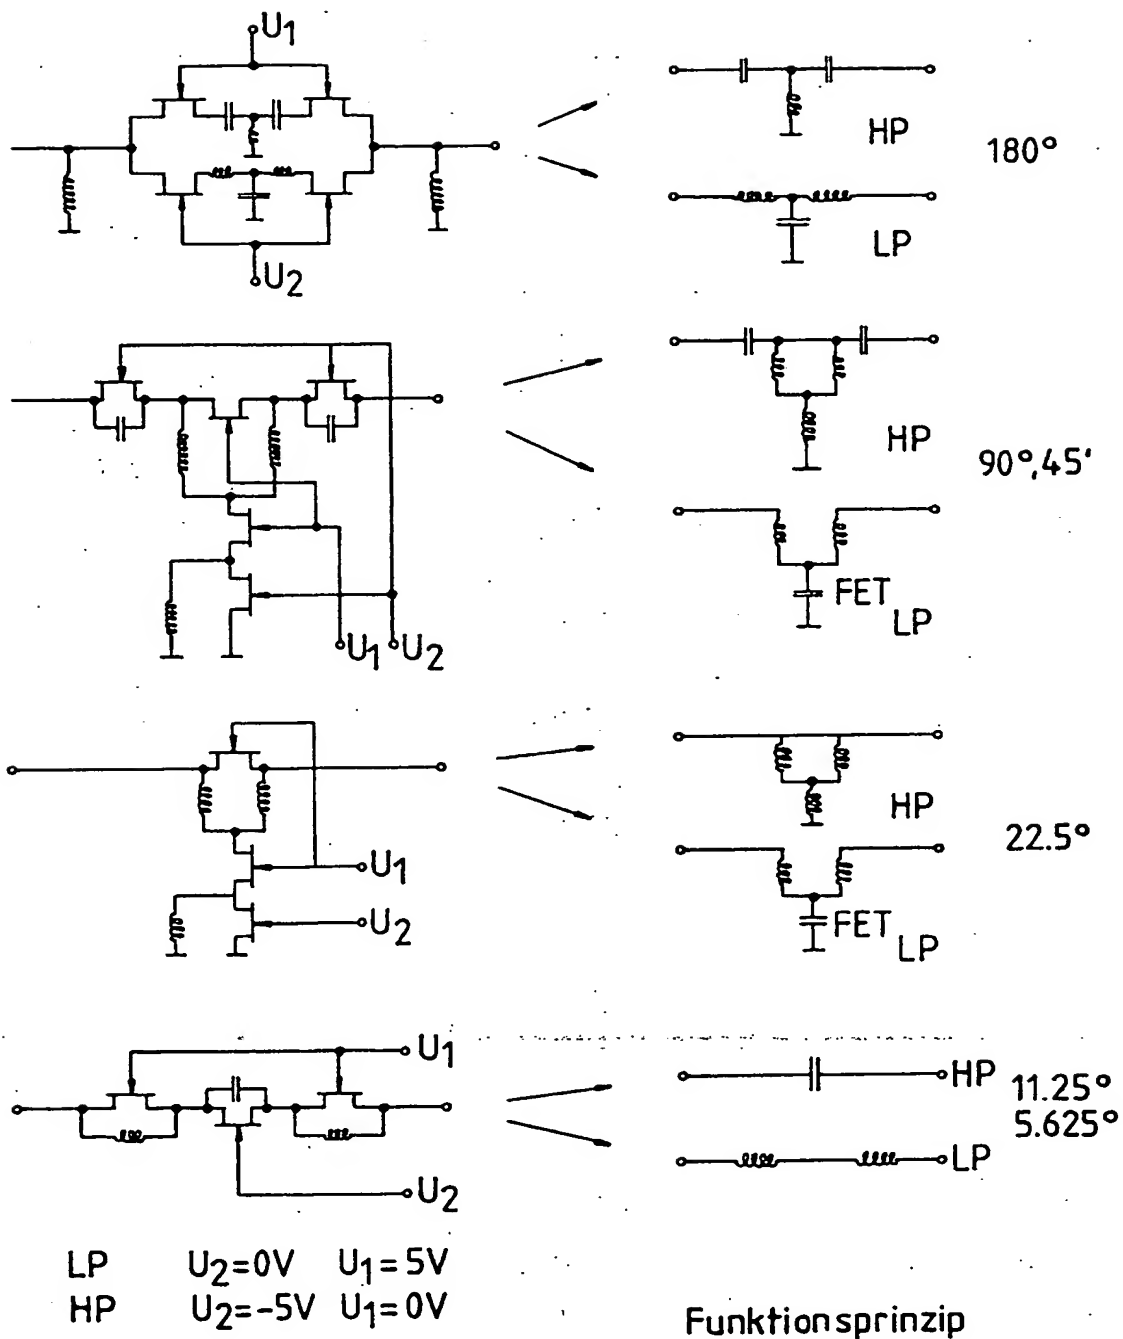 U1
HP
180°
LP
U2
HP
90°,45'
FET
LP
U1 U2
HP
22.5°
U1
U2
FET
LP
U1
HP
11.25°
5.625°
LP
U2
LP U2=0V U1=5V
HP U2=-5V U1=0V
Funktionsprinzip